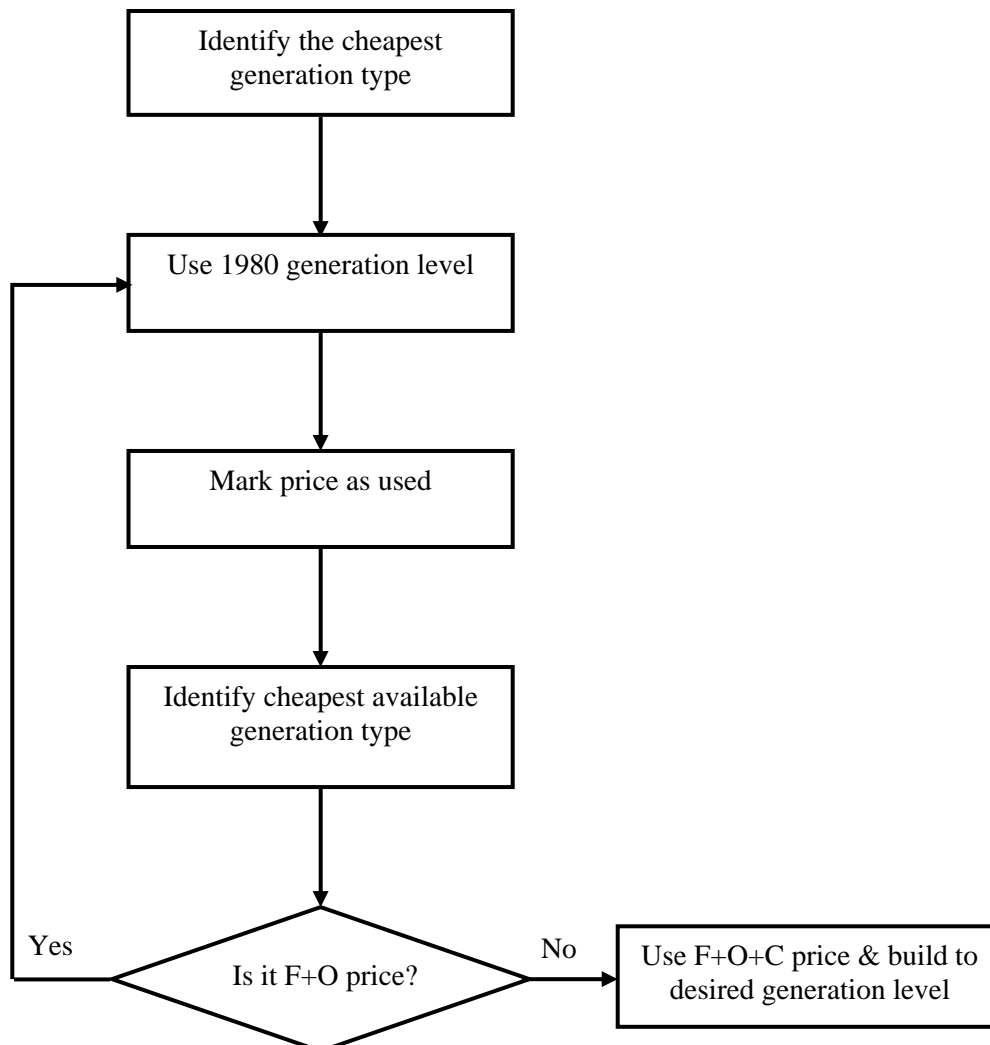 Identify the cheapest
generation type
Use 1980 generation level
Mark price as used
Identify cheapest available
generation type
Is it F+O price?
Yes
No
Use F+O+C price & build to
desired generation level